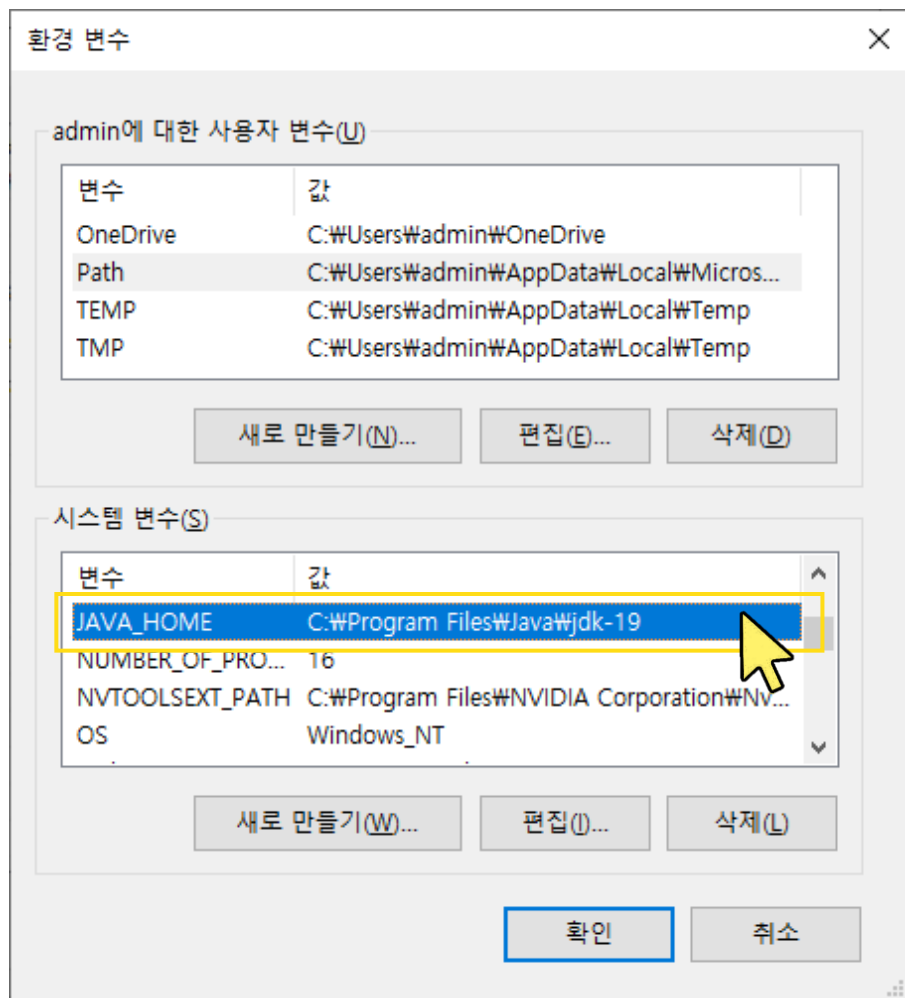 환경 변수
admin에 대한 사용자 변수(U)
변수 값
OneDrive C:₩Users₩admin₩OneDrive
Path C:₩Users₩admin₩AppData₩Local₩Micros...
TEMP C:₩Users₩admin₩AppData₩Local₩Temp
TMP C:₩Users₩admin₩AppData₩Local₩Temp
새로 만들기(N)... 편집(E)... 삭제(D)
시스템 변수(S)
변수 값
JAVA_HOME C:₩Program Files₩Java₩jdk-19
NUMBER_OF_PRO... 16
NVTOOLSEXT_PATH C:₩Program Files₩NVIDIA Corporation₩Nv...
OS Windows_NT
새로 만들기(W)... 편집(I)... 삭제(L)
확인 취소